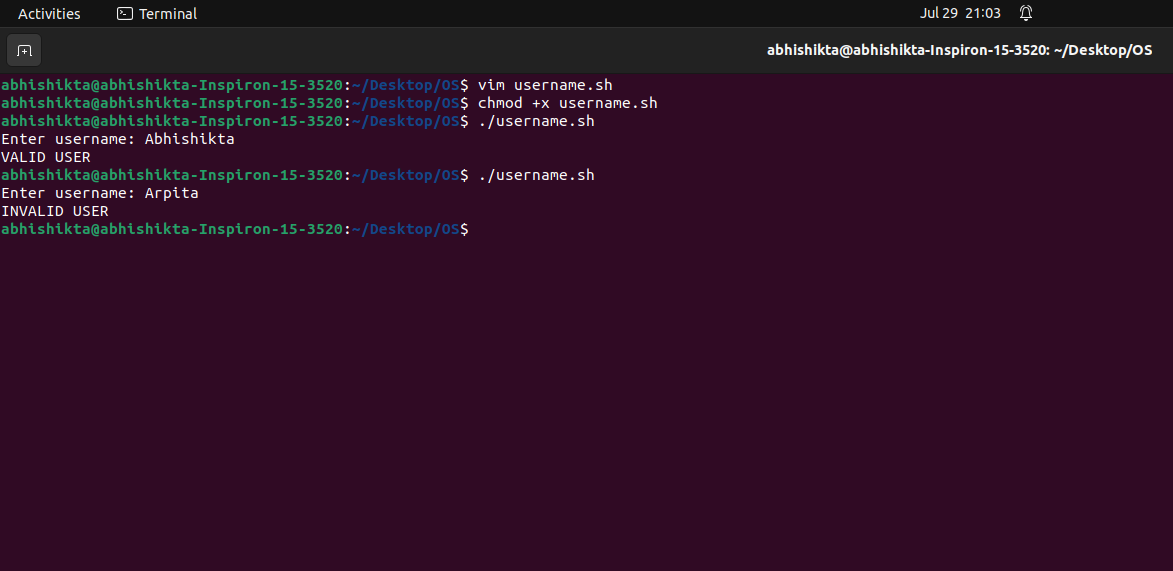 Activities Terminal Jul 29 21:03
abhishikta@abhishikta-Inspiron-15-3520: ~/Desktop/OS
abhishikta@abhishikta-Inspiron-15-3520:~/Desktop/OS$ vim username.sh
abhishikta@abhishikta-Inspiron-15-3520:~/Desktop/OS$ chmod +x username.sh
abhishikta@abhishikta-Inspiron-15-3520:~/Desktop/OS$ ./username.sh
Enter username: Abhishikta
VALID USER
abhishikta@abhishikta-Inspiron-15-3520:~/Desktop/OS$ ./username.sh
Enter username: Arpita
INVALID USER
abhishikta@abhishikta-Inspiron-15-3520:~/Desktop/OS$